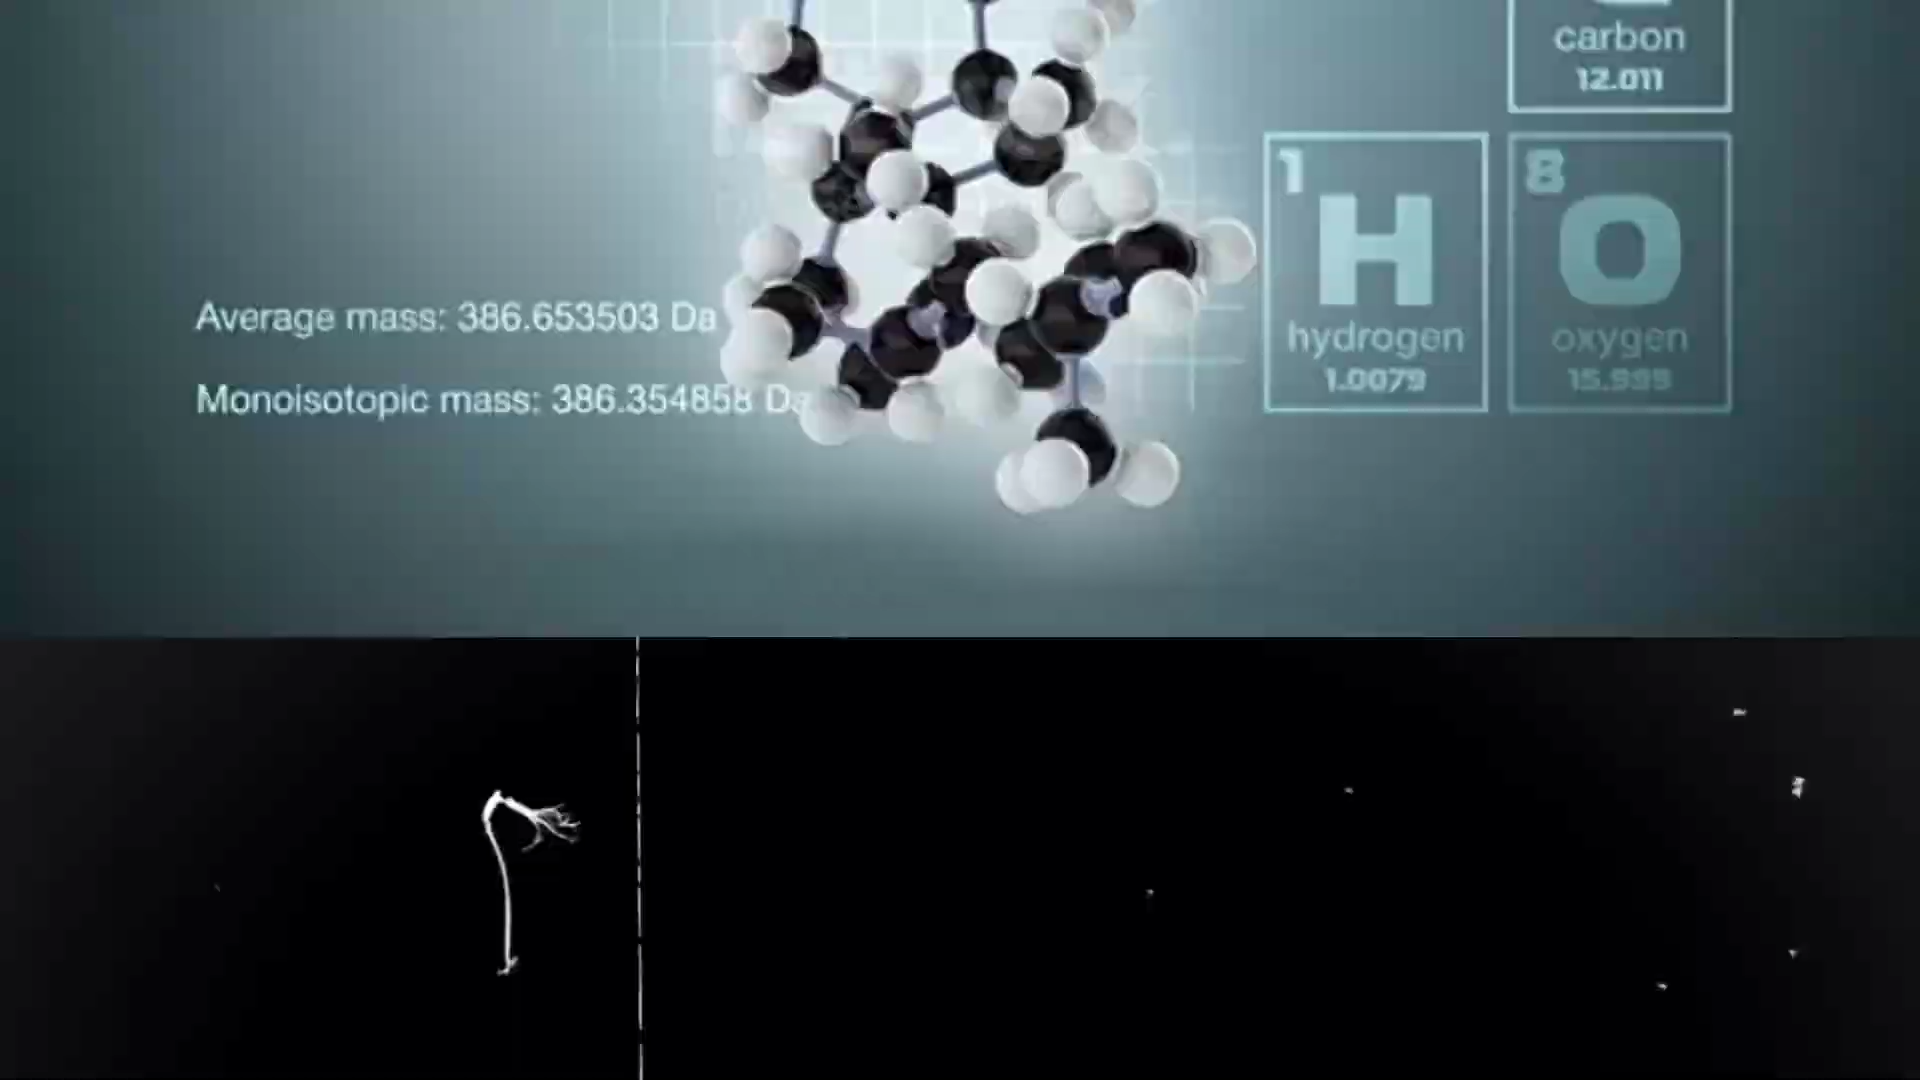 carbon
12.011
1
H
hydrogen
1.0079
8
O
oxygen
15.999
Average mass: 386.653503 Da
Monoisotopic mass: 386.354858 Da